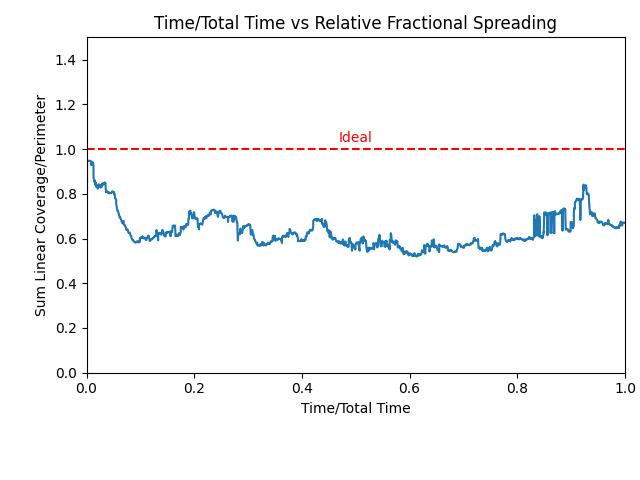 Time/Total Time vs Relative Fractional Spreading
Sum Linear Coverage/Perimeter
1.4
1.2
1.0
0.8
0.6
0.4
0.2
0.0
Ideal
0.0 0.2 0.4 0.6 0.8 1.0
Time/Total Time